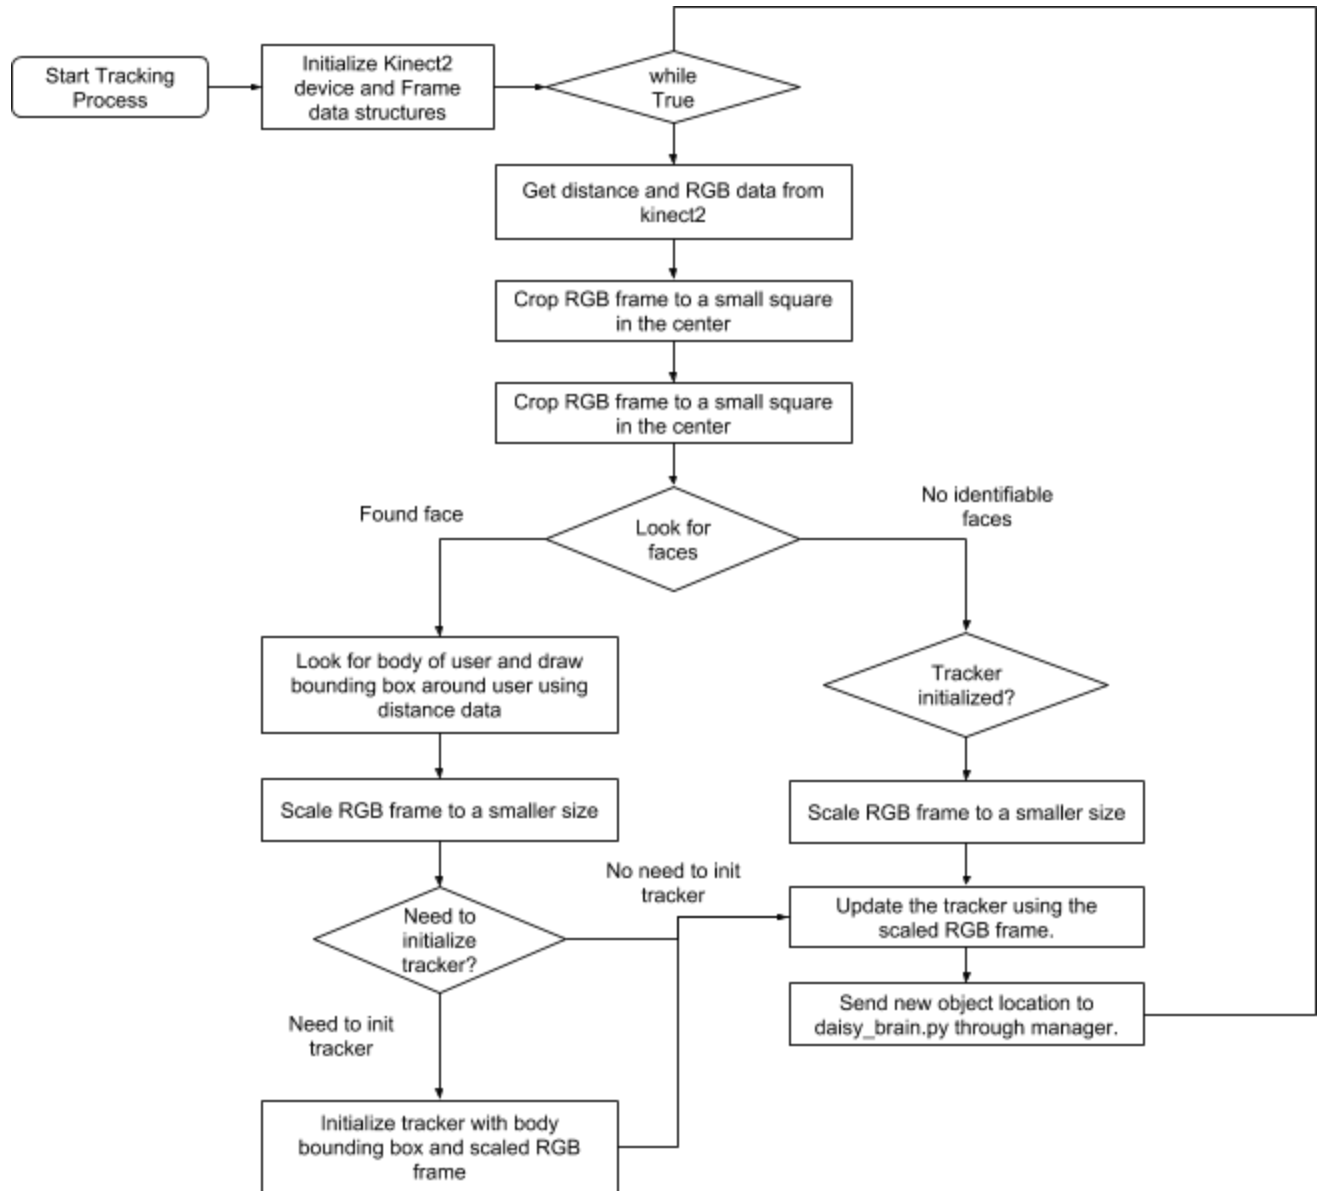 Start Tracking
Process
Initialize Kinect2
device and Frame
data structures
while
True
Get distance and RGB data from
kinect2
Crop RGB frame to a small square
in the center
Crop RGB frame to a small square
in the center
Look for
faces
Found face
No identifiable
faces
Look for body of user and draw
bounding box around user using
distance data
Tracker
initialized?
Scale RGB frame to a smaller size
Scale RGB frame to a smaller size
Need to
initialize
tracker?
No need to init
tracker
Update the tracker using the
scaled RGB frame.
Send new object location to
daisy_brain.py through manager.
Need to init
tracker
Initialize tracker with body
bounding box and scaled RGB
frame